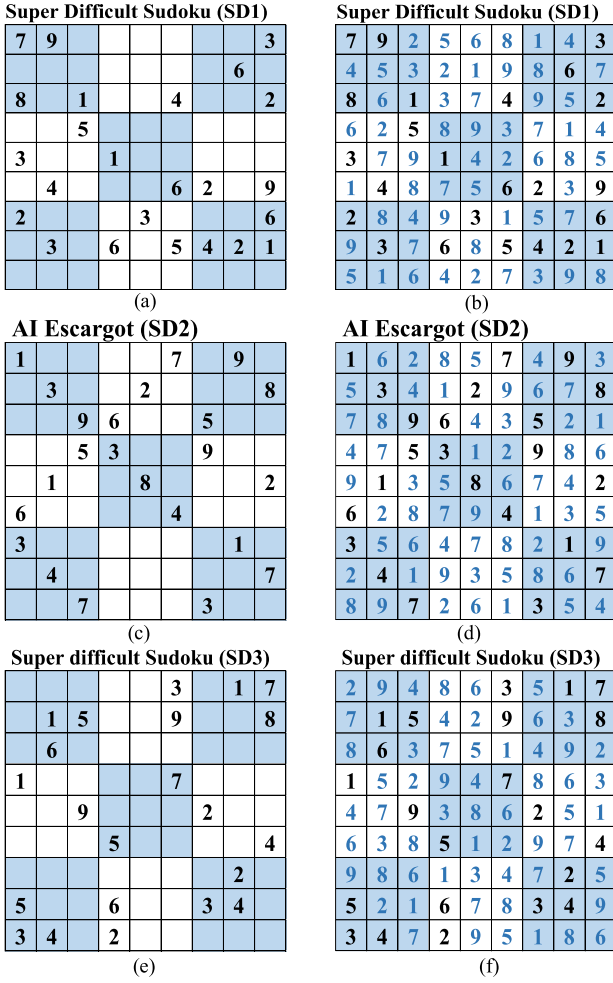 Super Difficult Sudoku (SD1) Super Difficult Sudoku (SD1)
7 9 3 7 9 2 5 6 8 1 4 3
6 4 5 3 2 1 9 8 6 7
8 1 4 2 8 6 1 3 7 4 9 5 2
5 6 2 5 8 9 3 7 1 4
3 1 3 7 9 1 4 2 6 8 5
4 6 2 9 1 4 8 7 5 6 2 3 9
2 3 6 2 8 4 9 3 1 5 7 6
3 6 5 4 2 1 9 3 7 6 8 5 4 2 1
5 1 6 4 2 7 3 9 8
(a) (b)
AI Escargot (SD2) AI Escargot (SD2)
1 7 9 1 6 2 8 5 7 4 9 3
3 2 8 5 3 4 1 2 9 6 7 8
9 6 5 7 8 9 6 4 3 5 2 1
5 3 9 4 7 5 3 1 2 9 8 6
1 8 2 9 1 3 5 8 6 7 4 2
6 4 6 2 8 7 9 4 1 3 5
3 1 3 5 6 4 7 8 2 1 9
4 7 2 4 1 9 3 5 8 6 7
7 3 8 9 7 2 6 1 3 5 4
(c) (d)
Super difficult Sudoku (SD3) Super difficult Sudoku (SD3)
3 1 7 2 9 4 8 6 3 5 1 7
1 5 9 8 7 1 5 4 2 9 6 3 8
6 8 6 3 7 5 1 4 9 2
1 7 1 5 2 9 4 7 8 6 3
9 2 4 7 9 3 8 6 2 5 1
5 4 6 3 8 5 1 2 9 7 4
2 9 8 6 1 3 4 7 2 5
5 6 3 4 5 2 1 6 7 8 3 4 9
3 4 2 3 4 7 2 9 5 1 8 6
(e) (f)